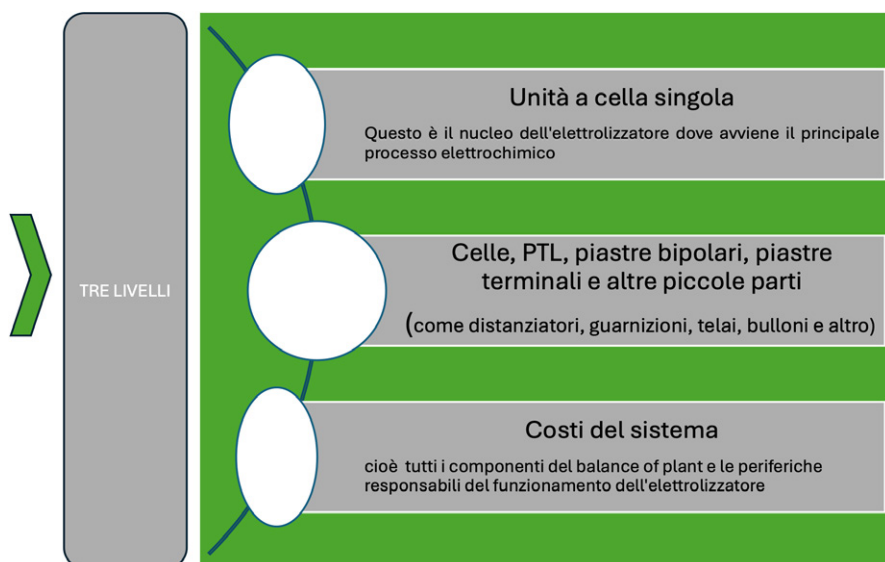 TRE LIVELLI
Unità a cella singola
Questo è il nucleo dell'elettrolizzatore dove avviene il principale
processo elettrochimico
Celle, PTL, piastre bipolari, piastre
terminali e altre piccole parti
(come distanziatori, guarnizioni, telai, bulloni e altro)
Costi del sistema
cioè tutti i componenti del balance of plant e le periferiche
responsabili del funzionamento dell'elettrolizzatore